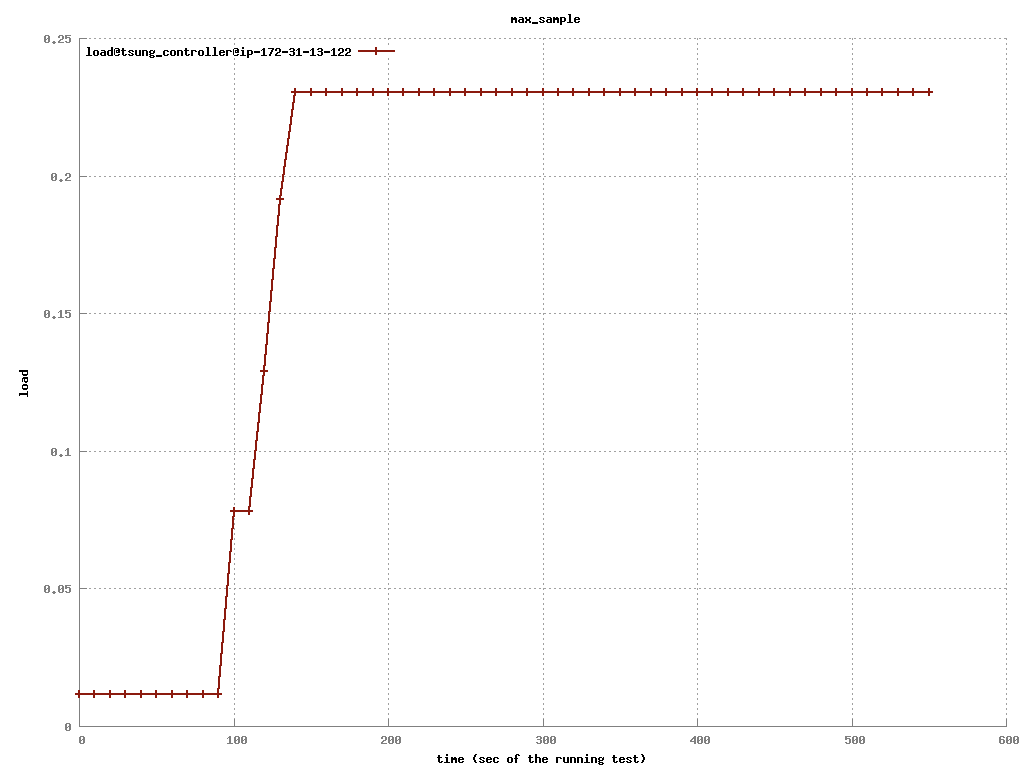 max_sample
load@tsung_controller@ip-172-31-13-122
0.25
0.2
0.15
0.1
0.05
0
load
0 100 200 300 400 500 600
time (sec of the running test)